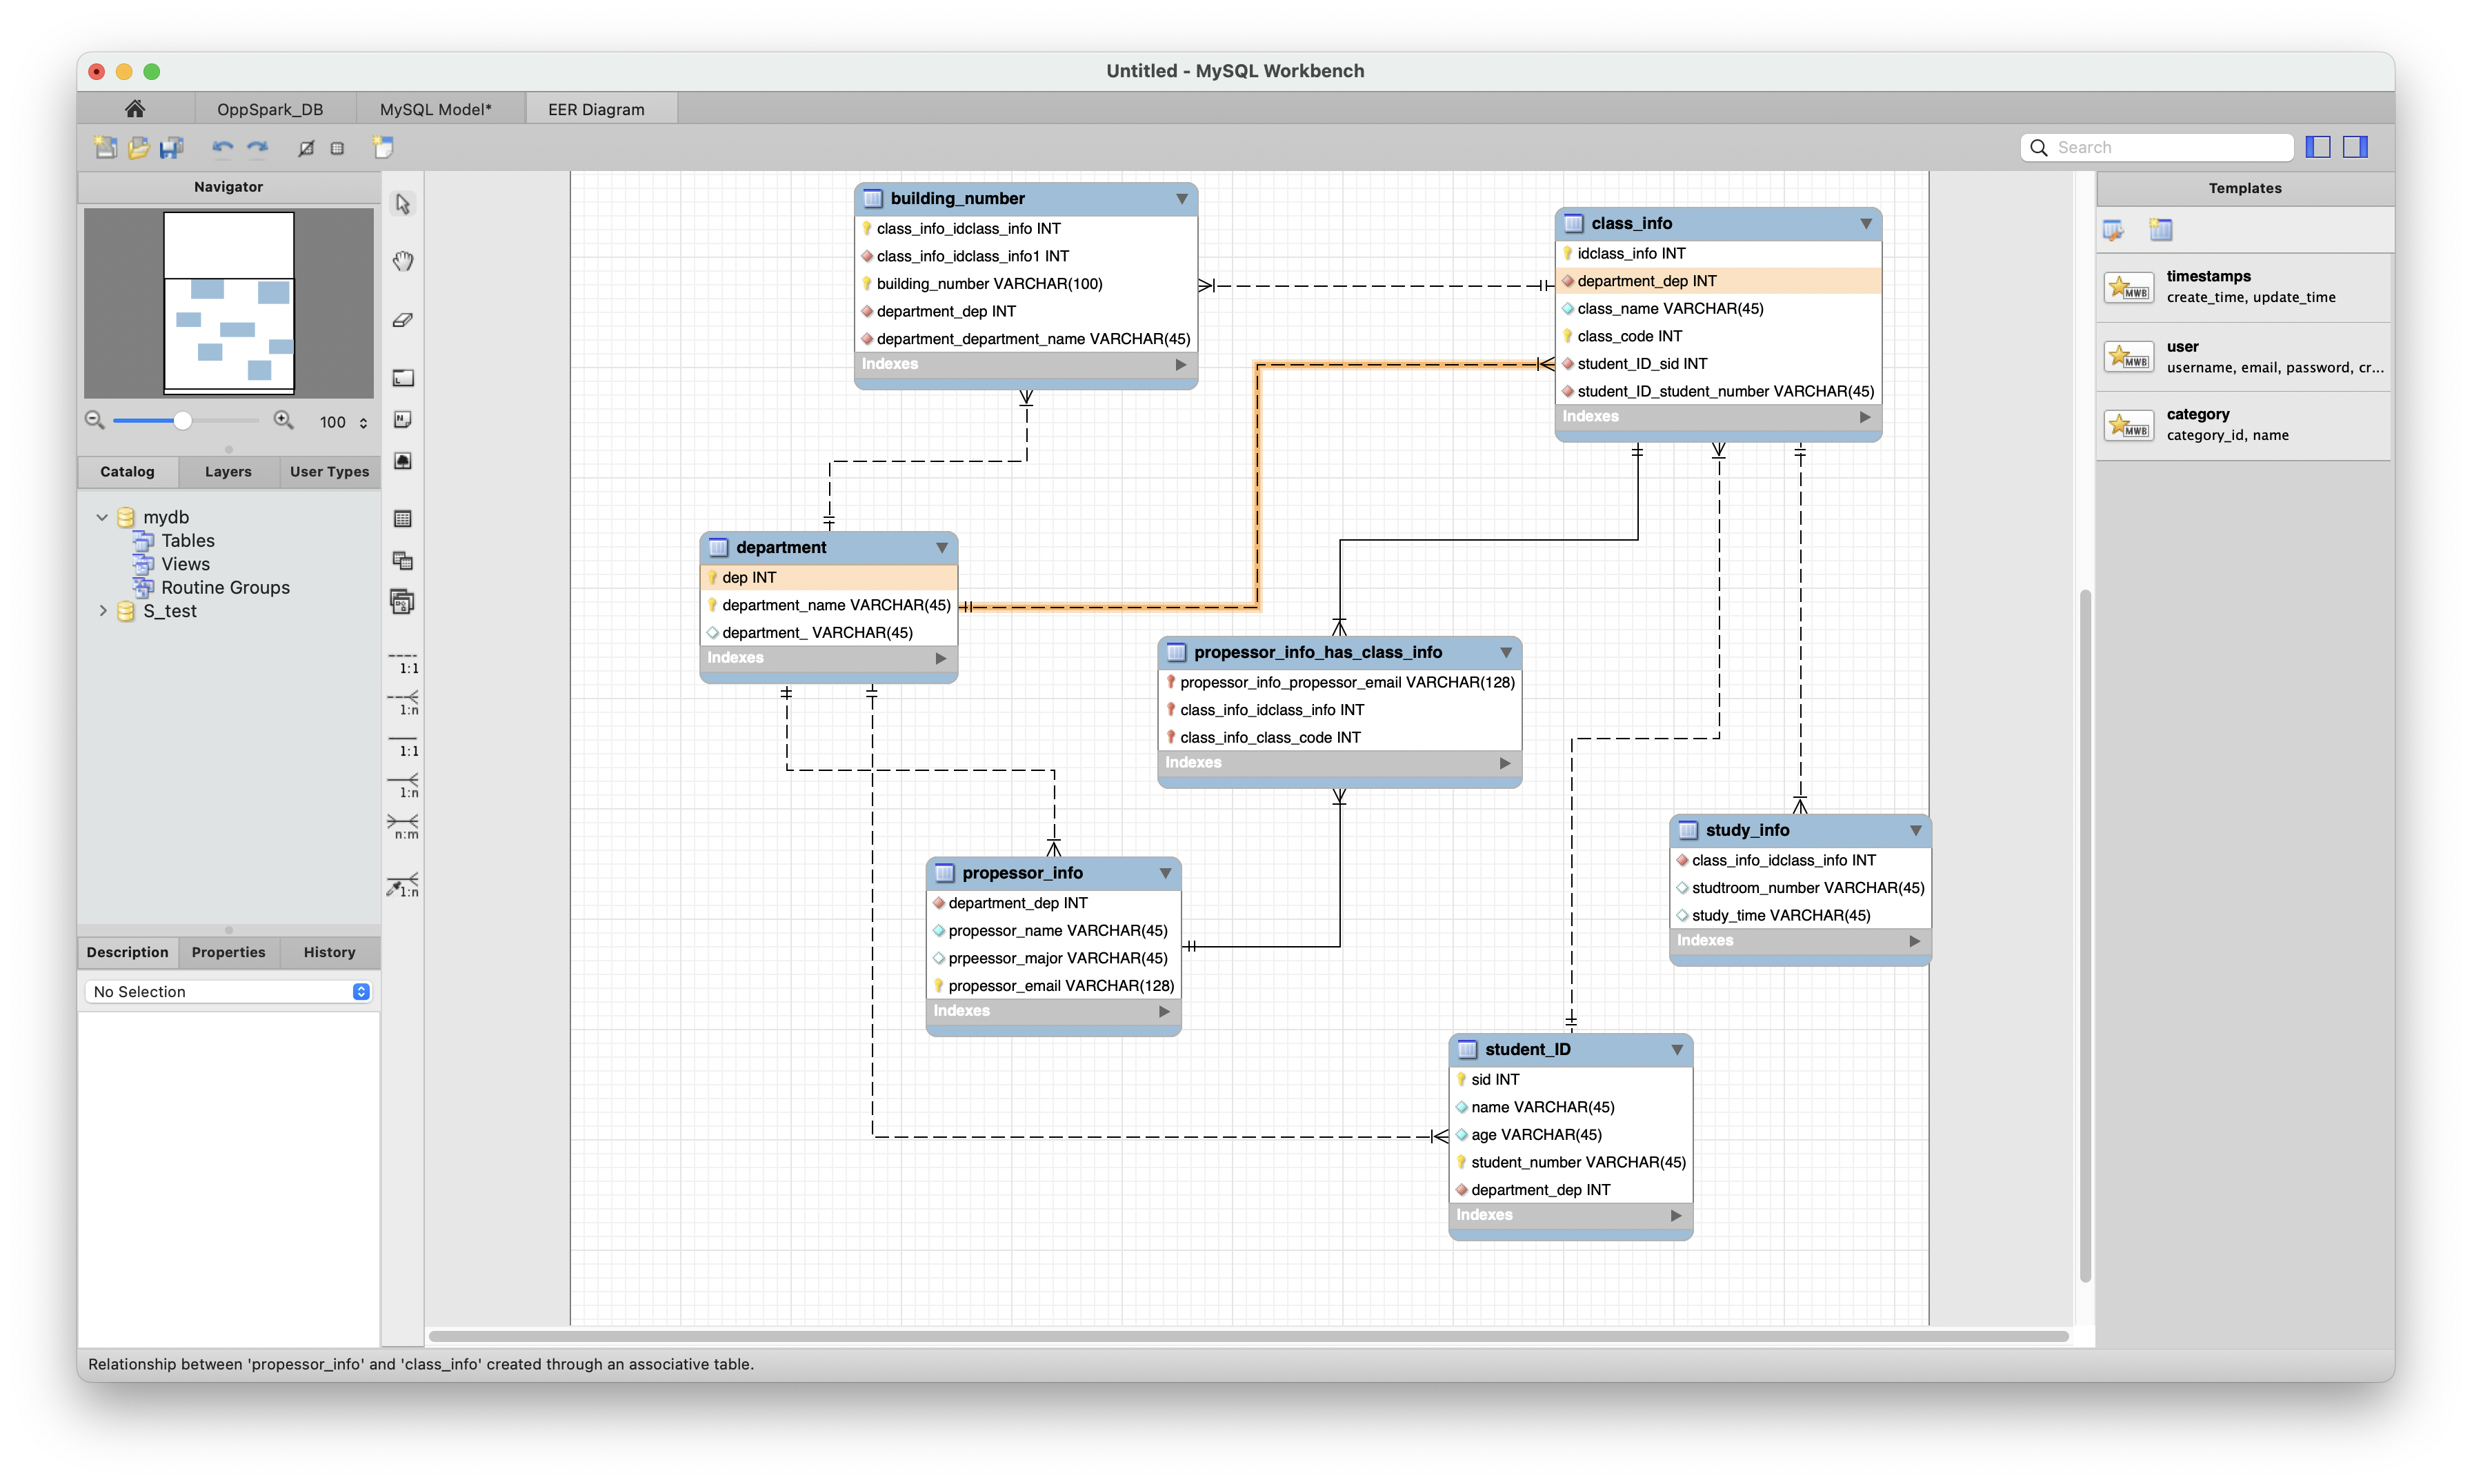 Untitled - MySQL Workbench
OppSpark_DB
MySQL Model*
EER Diagram
Search
Navigator
100
Catalog
Layers
User Types
mydb
Tables
Views
Routine Groups
S_test
Description
Properties
History
No Selection
N
1:1
1:n
1:1
1:n
n:m
1:n
building_number
class_info_idclass_info INT
class_info_idclass_info1 INT
building_number VARCHAR(100)
department_dep INT
department_department_name VARCHAR(45)
Indexes
class_info
idclass_info INT
department_dep INT
class_name VARCHAR(45)
class_code INT
student_ID_sid INT
student_ID_student_number VARCHAR(45)
Indexes
department
dep INT
department_name VARCHAR(45)
department_ VARCHAR(45)
Indexes
propessor_info_has_class_info
propessor_info_propessor_email VARCHAR(128)
class_info_idclass_info INT
class_info_class_code INT
Indexes
propessor_info
department_dep INT
propessor_name VARCHAR(45)
prpeessor_major VARCHAR(45)
propessor_email VARCHAR(128)
Indexes
study_info
class_info_idclass_info INT
studtroom_number VARCHAR(45)
study_time VARCHAR(45)
Indexes
student_ID
sid INT
name VARCHAR(45)
age VARCHAR(45)
student_number VARCHAR(45)
department_dep INT
Indexes
Templates
MWB
timestamps
create_time, update_time
MWB
user
username, email, password, cr...
MWB
category
category_id, name
Relationship between 'propessor_info' and 'class_info' created through an associative table.